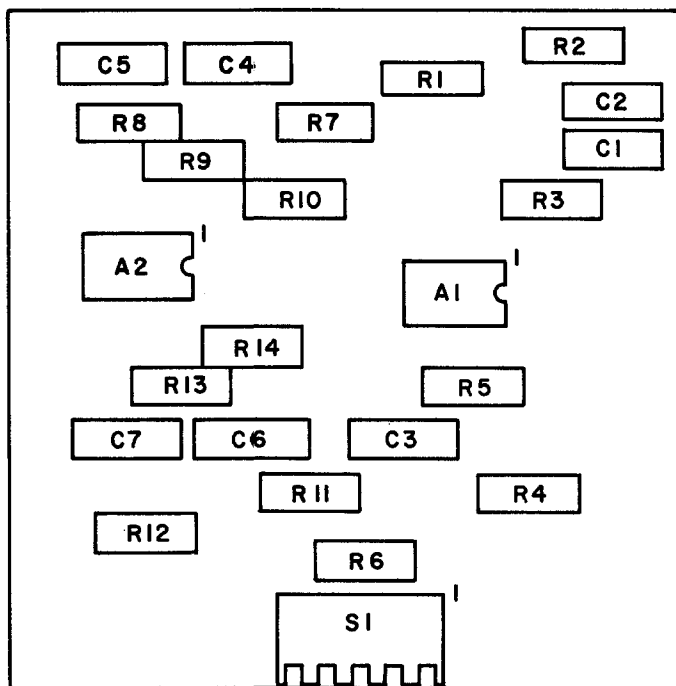 R2
C5 C4 R1
C2
R8 R7
C1
R9
R10 R3
1
A2
1
A1
R14
R13 R5
C7 C6 C3
R11 R4
R12
R6
1
S1